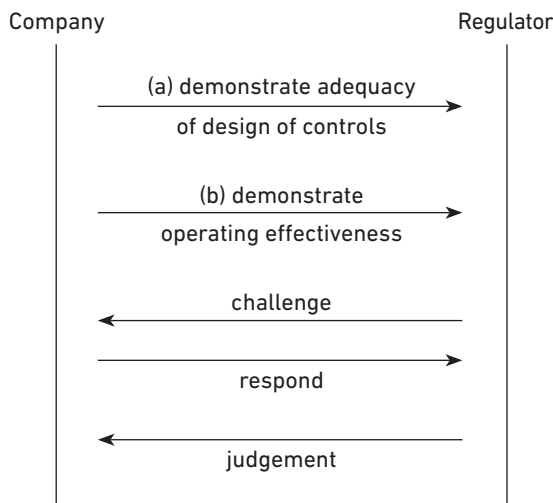 Company
Regulator
(a) demonstrate adequacy
of design of controls
(b) demonstrate
operating effectiveness
challenge
respond
judgement